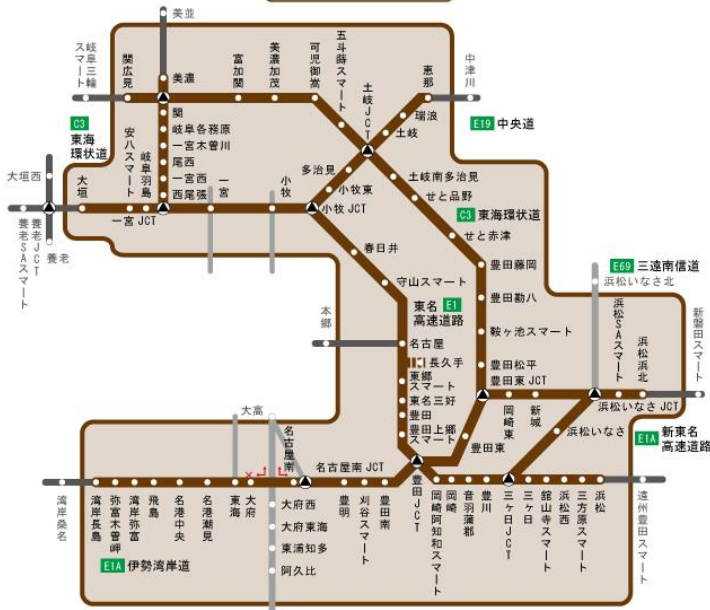 美並
岐阜三輪
スマート
関広見
美濃
富加関
美濃加茂
可児御嵩
五斗蒔スマート
土岐JCT
恵那
中津川
C3
東海
環状道
E19 中央道
瑞浪
土岐
関
岐阜各務原
一宮木曽川
尾西
一宮西
西尾張
安八スマート
岐阜羽島
大垣
大垣西
養老
養老JCT
養老SAスマート
一宮 JCT
一宮
小牧
多治見
小牧東
小牧 JCT
土岐南多治見
せと品野
C3 東海環状道
せと赤津
春日井
守山スマート
豊田藤岡
E69 三遠南信道
浜松いなさ北
豊田勘八
東名 E1
高速道路
鞍ヶ池スマート
浜松SAスマート
浜松浜北
新磐田スマート
本郷
名古屋
長久手
東郷
スマート
東名三好
豊田
豊田上郷
スマート
豊田松平
豊田東 JCT
岡崎東
新城
浜松いなさ JCT
浜松いなさ
E1A 新東名
高速道路
豊田東
大高
名古屋南
名古屋南 JCT
湾岸桑名
湾岸長島
弥富木曽岬
湾岸弥富
飛島
名港中央
名港潮見
東海
大府
大府西
大府東海
東浦知多
阿久比
豊明
刈谷スマート
豊田南
豊田JCT
岡崎阿知和スマート
岡崎
音羽蒲郡
豊川
三ヶ日JCT
三ヶ日
舘山寺スマート
浜松西
三方原スマート
浜松
遠州豊田スマート
E1A 伊勢湾岸道